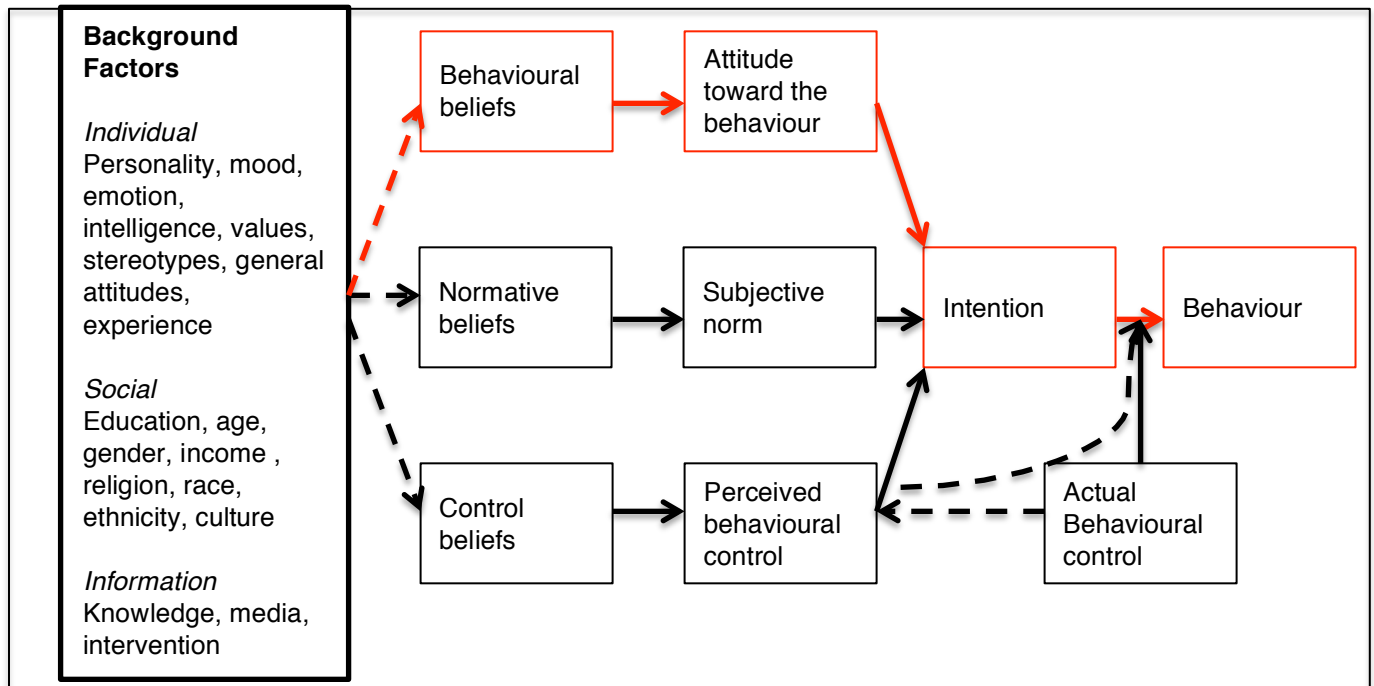 Background
Factors
Individual
Personality, mood,
emotion,
intelligence, values,
stereotypes, general
attitudes,
experience
Social
Education, age,
gender, income ,
religion, race,
ethnicity, culture
Information
Knowledge, media,
intervention
Behavioural
beliefs
Attitude
toward the
behaviour
Normative
beliefs
Subjective
norm
Intention
Behaviour
Control
beliefs
Perceived
behavioural
control
Actual
Behavioural
control